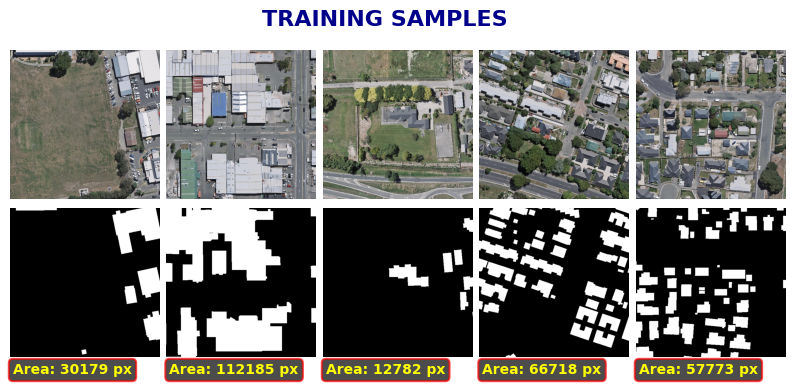 TRAINING SAMPLES
Area: 30179 px
Area: 112185 px
Area: 12782 px
Area: 66718 px
Area: 57773 px